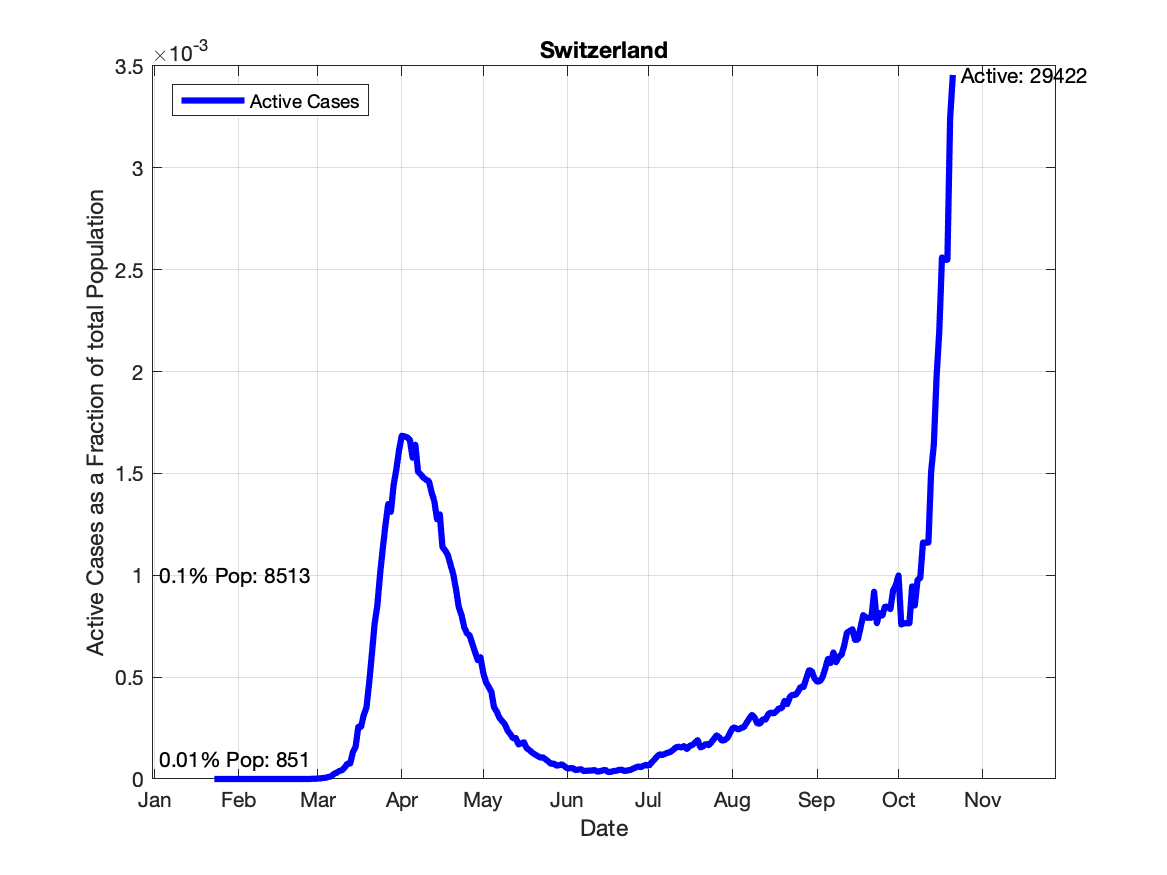 Switzerland
×10-3
3.5
3
2.5
2
1.5
1
0.5
0
Active Cases as a Fraction of total Population
Active Cases
Active: 29422
0.1% Pop: 8513
0.01% Pop: 851
Jan Feb Mar Apr May Jun Jul Aug Sep Oct Nov
Date